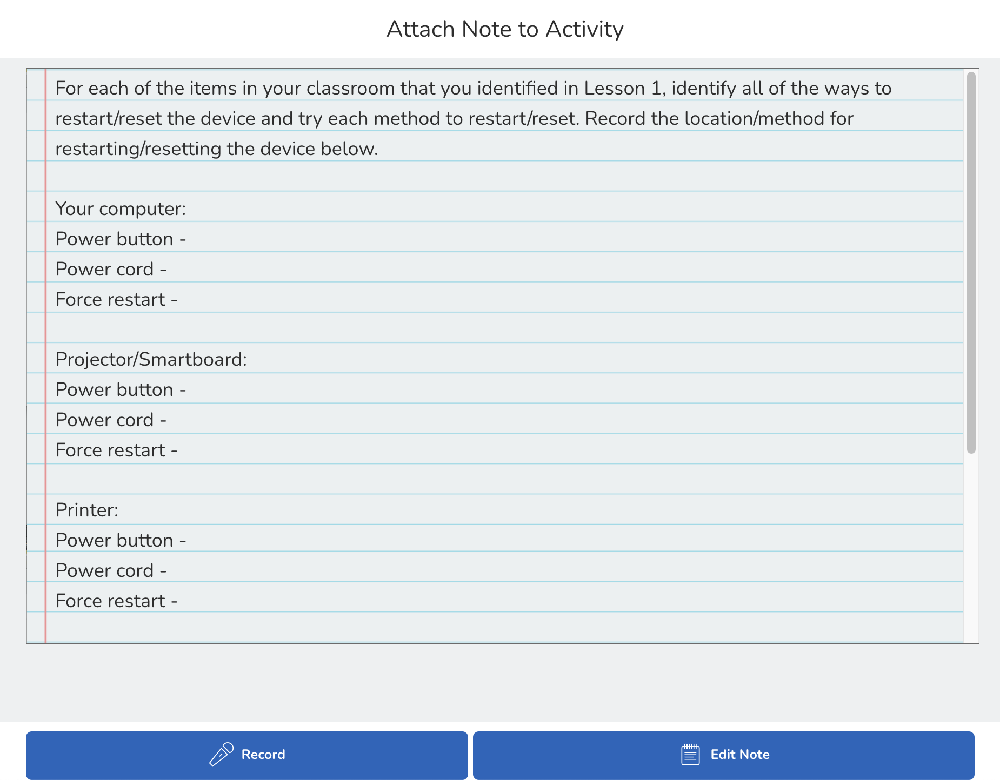 Attach Note to Activity
For each of the items in your classroom that you identified in Lesson 1, identify all of the ways to
restart/reset the device and try each method to restart/reset. Record the location/method for
restarting/resetting the device below.
Your computer:
Power button -
Power cord -
Force restart -
Projector/Smartboard:
Power button -
Power cord -
Force restart -
Printer:
Power button -
Power cord -
Force restart -
Record
Edit Note